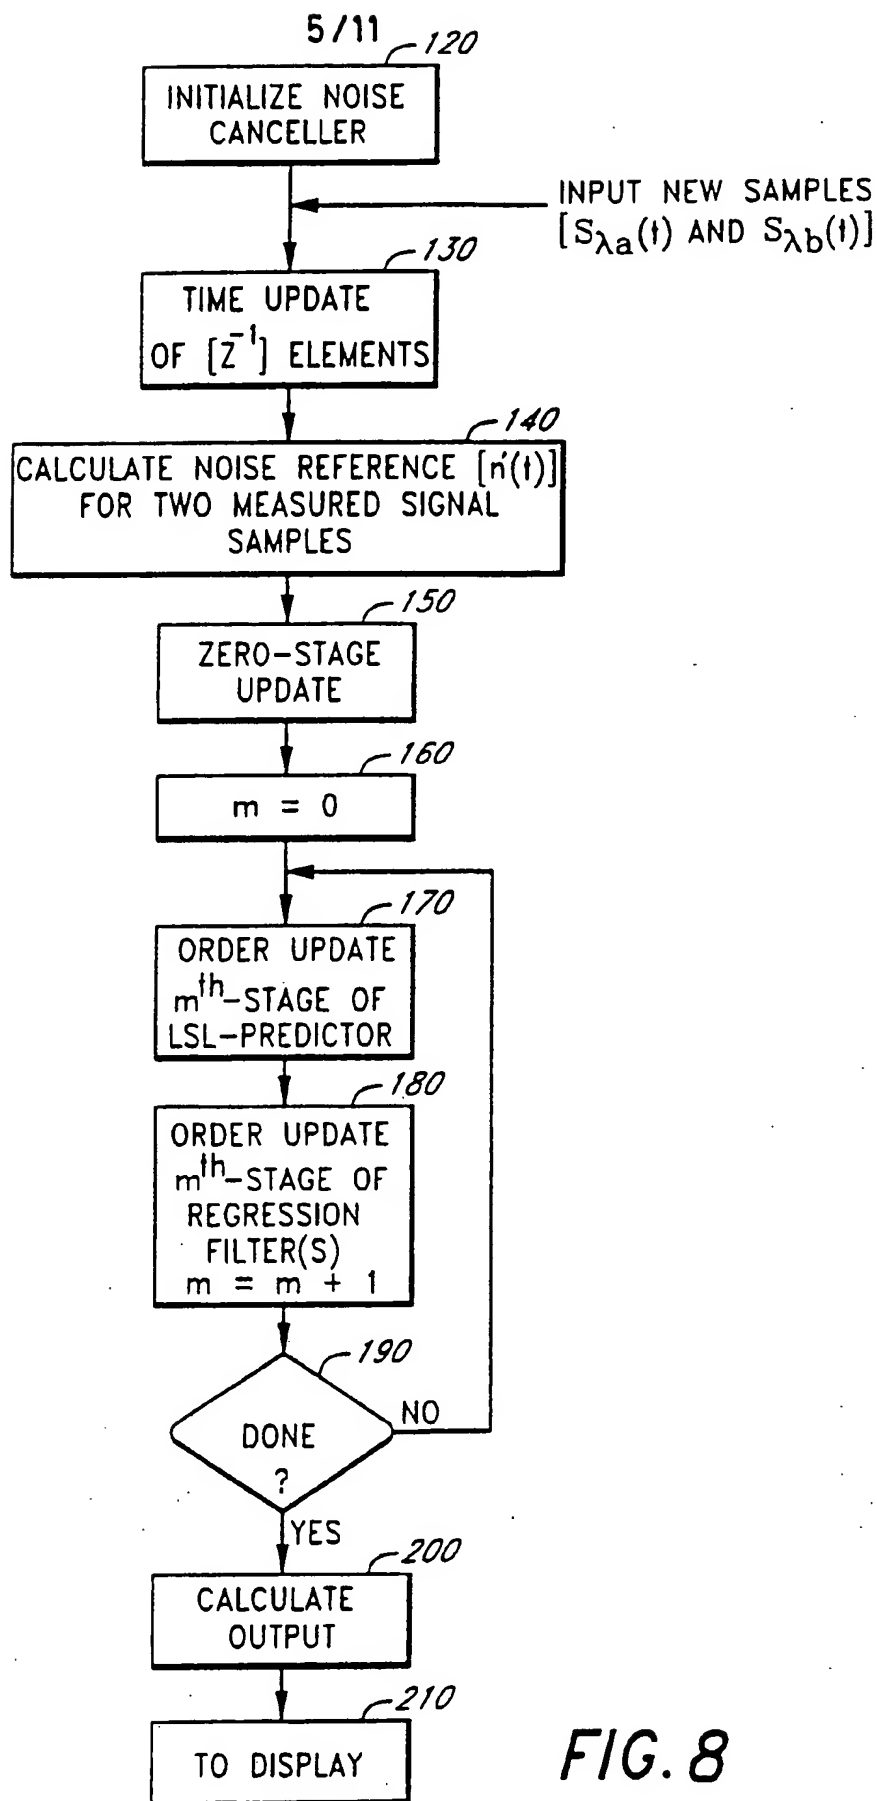 5/11
120
INITIALIZE NOISE
CANCELLER
INPUT NEW SAMPLES
[Sλa(t) AND Sλb(t)]
130
TIME UPDATE
OF [Z⁻¹] ELEMENTS
140
CALCULATE NOISE REFERENCE [n'(t)]
FOR TWO MEASURED SIGNAL
SAMPLES
150
ZERO-STAGE
UPDATE
160
m = 0
170
ORDER UPDATE
mth-STAGE OF
LSL-PREDICTOR
180
ORDER UPDATE
mth-STAGE OF
REGRESSION
FILTER(S)
m = m + 1
190
DONE
?
NO
YES
200
CALCULATE
OUTPUT
210
TO DISPLAY
FIG. 8